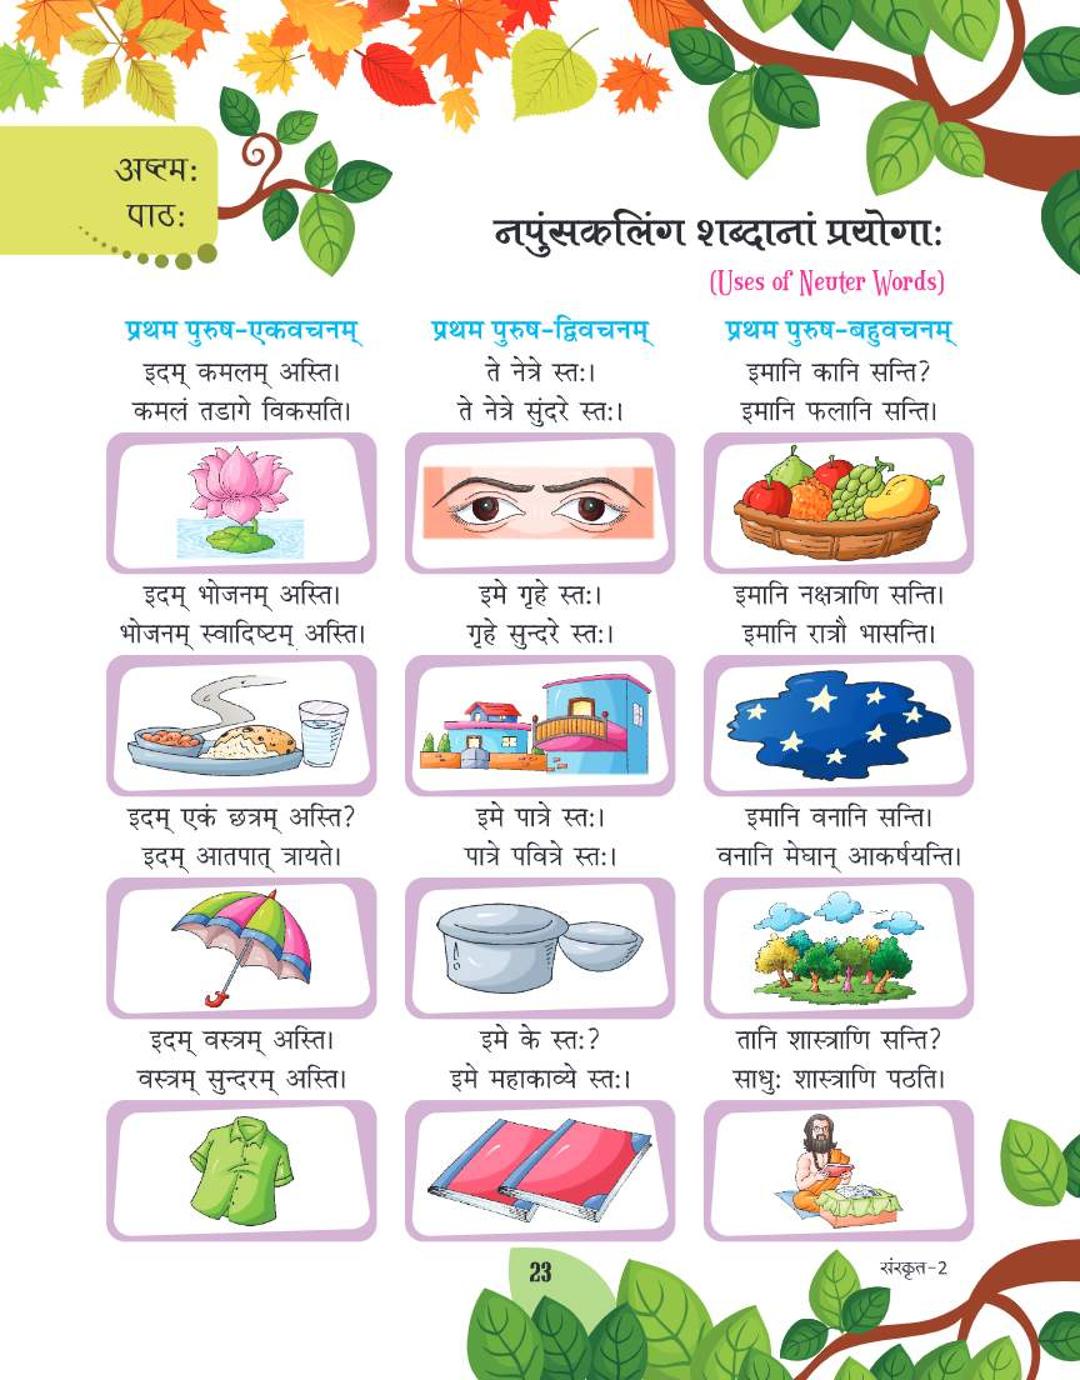 अष्टमः
पाठः
नपुंसकलिंग शब्दानां प्रयोगाः
(Uses of Neuter Words)
प्रथम पुरुष-एकवचनम्
इदम् कमलम् अस्ति।
कमलं तडागे विकसति।
इदम् भोजनम् अस्ति।
भोजनम् स्वादिष्टम् अस्ति।
इदम् एकं छत्रम् अस्ति?
इदम् आतपात् त्रायते।
इदम् वस्त्रम् अस्ति।
वस्त्रम् सुन्दरम् अस्ति।
प्रथम पुरुष-द्विवचनम्
ते नेत्रे स्तः।
ते नेत्रे सुंदरे स्तः।
इमे गृहे स्तः।
गृहे सुन्दरे स्तः।
इमे पात्रे स्तः।
पात्रे पवित्रे स्तः।
इमे के स्तः?
इमे महाकाव्ये स्तः।
प्रथम पुरुष-बहुवचनम्
इमानि कानि सन्ति?
इमानि फलानि सन्ति।
इमानि नक्षत्राणि सन्ति।
इमानि रात्रौ भासन्ति।
इमानि वनानि सन्ति।
वनानि मेघान् आकर्षयन्ति।
तानि शास्त्राणि सन्ति?
साधुः शास्त्राणि पठति।
23
संस्कृत-2